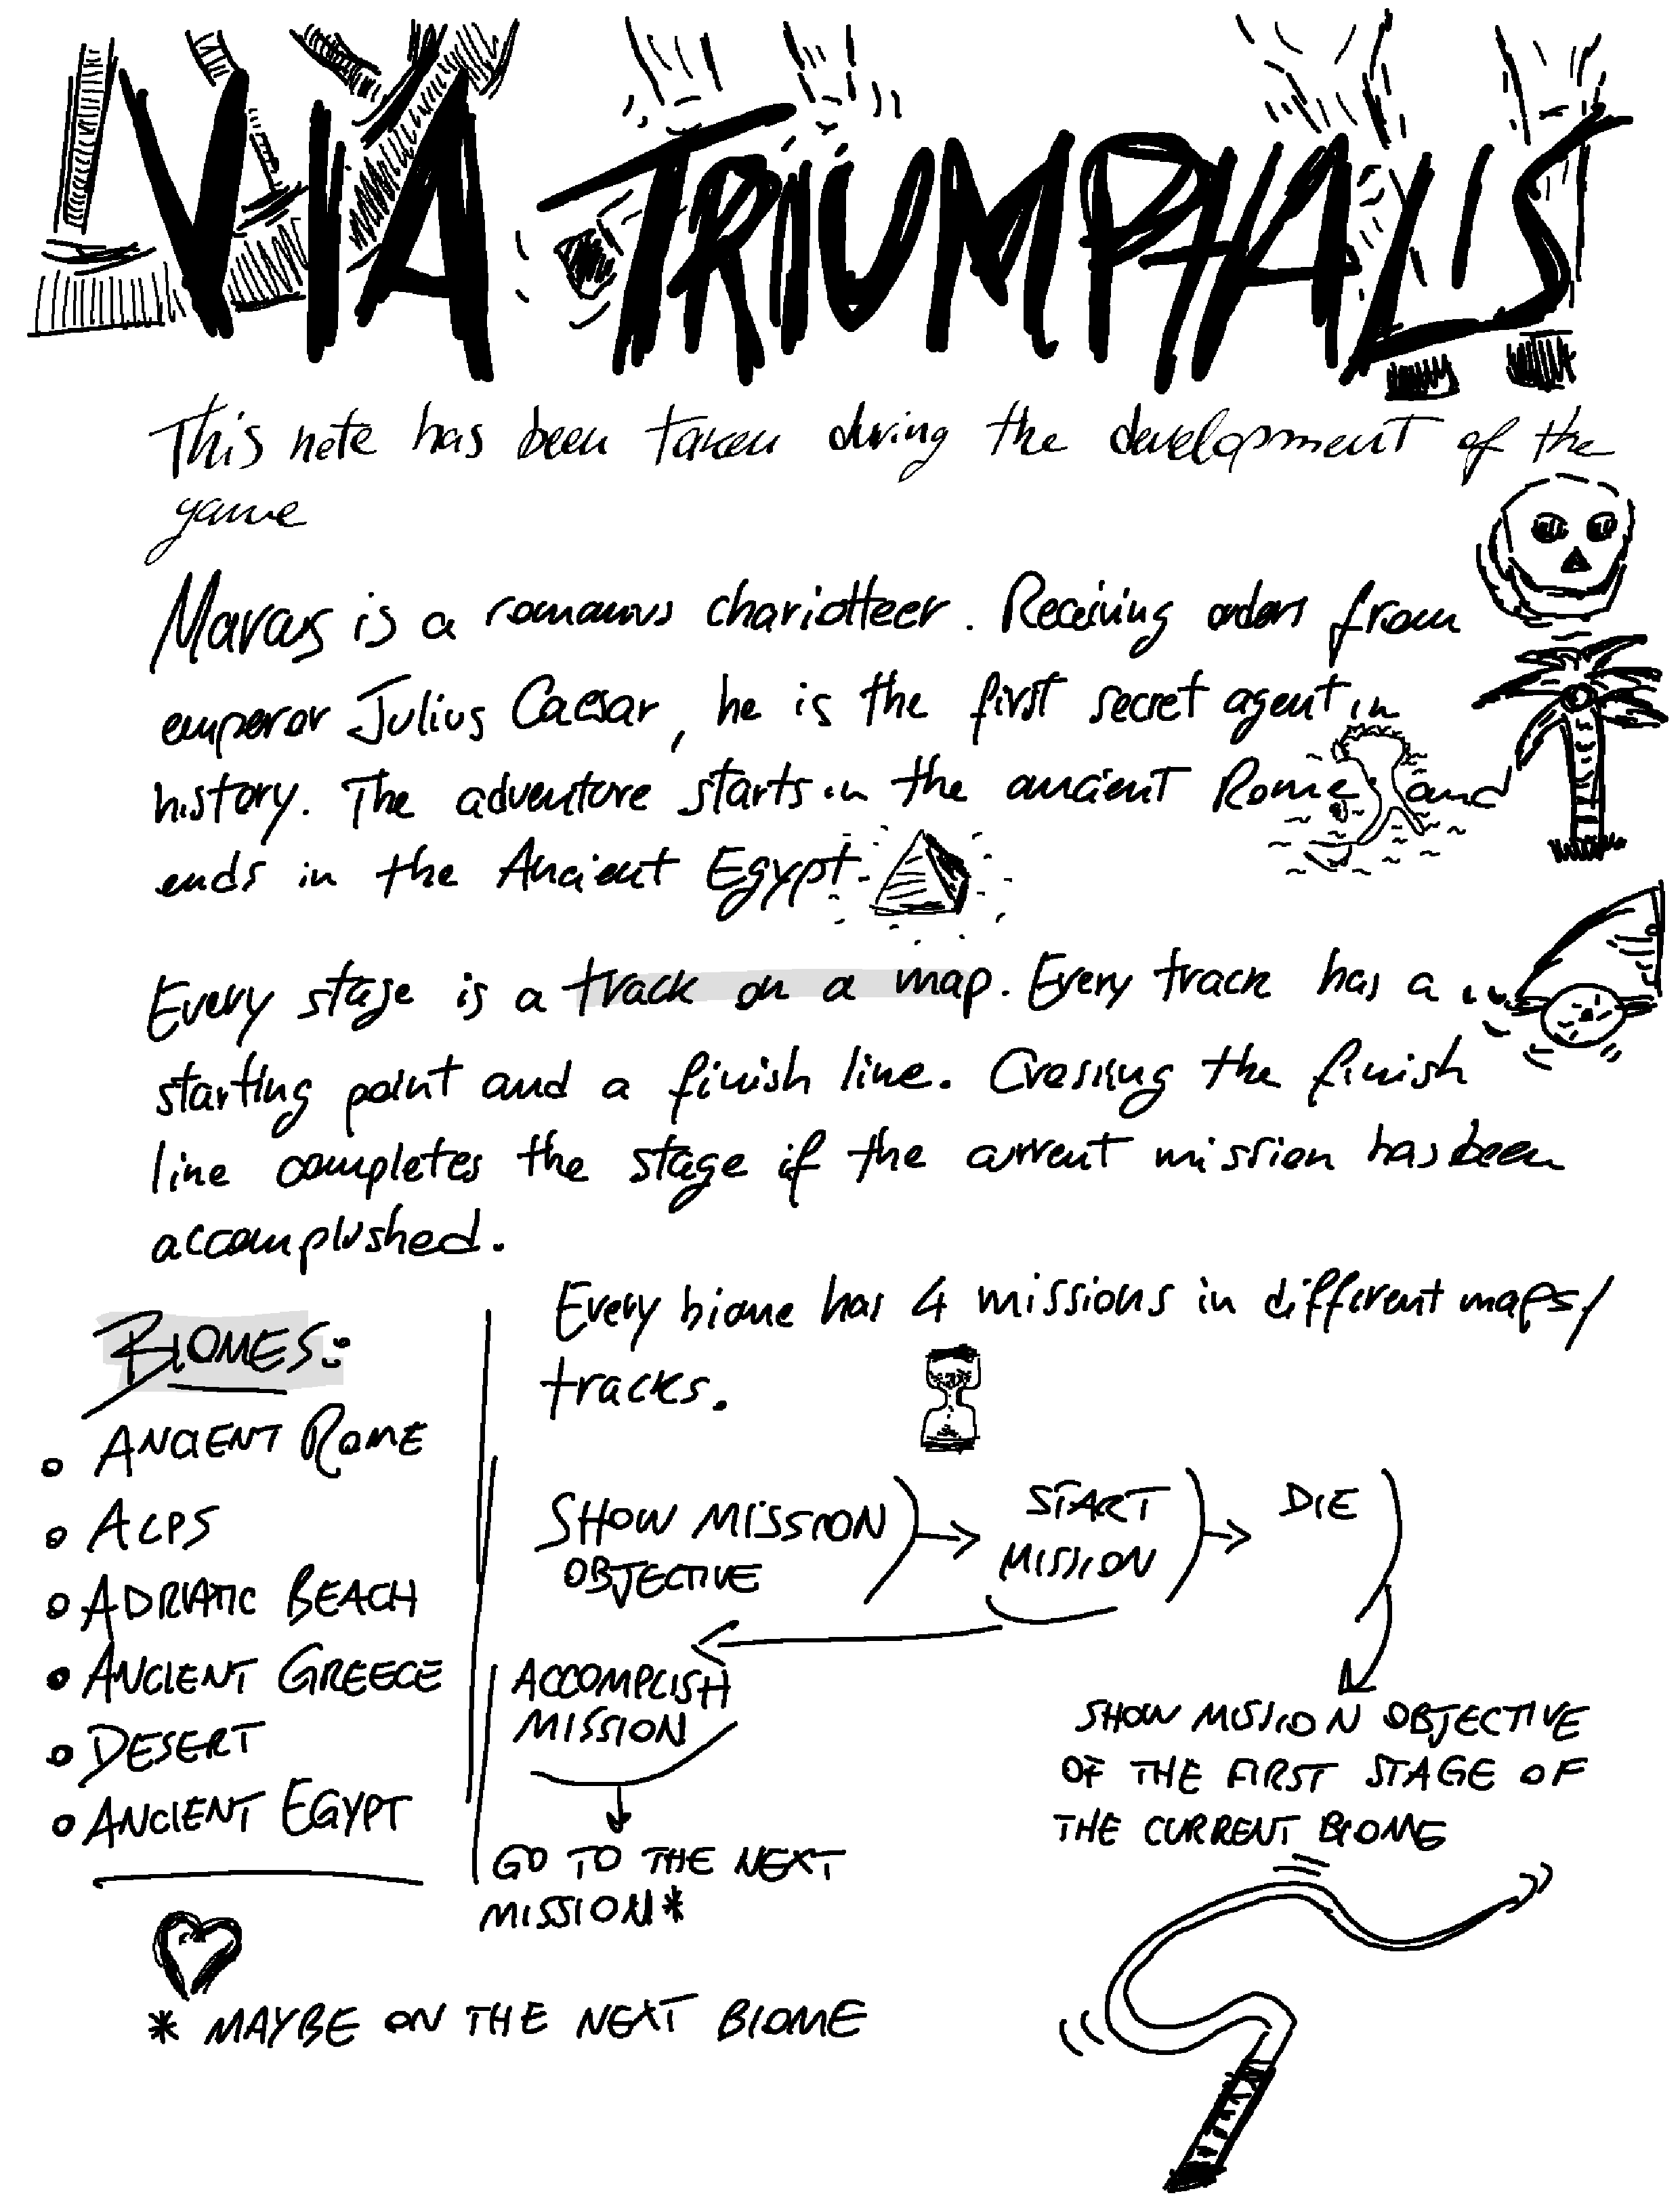 VIA TRIUMPHALIS
This note has been taken during the development of the
game
Marcus is a romanus chariotteer. Receiving orders from
emperor Julius Caesar, he is the first secret agent in
history. The adventure starts in the ancient Rome and
ends in the Ancient Egypt.
Every stage is a track on a map. Every track has a
starting point and a finish line. Crossing the finish
line completes the stage if the current mission has been
accomplished.
Every biome has 4 missions in different maps/
tracks.
BIOMES:
• ANCIENT ROME
• ALPS
• ADRIATIC BEACH
• ANCIENT GREECE
• DESERT
• ANCIENT EGYPT
SHOW MISSION
OBJECTIVE
START
MISSION
DIE
ACCOMPLISH
MISSION
GO TO THE NEXT
MISSION*
SHOW MISSION OBJECTIVE
OF THE FIRST STAGE OF
THE CURRENT BIOME
* MAYBE ON THE NEXT BIOME